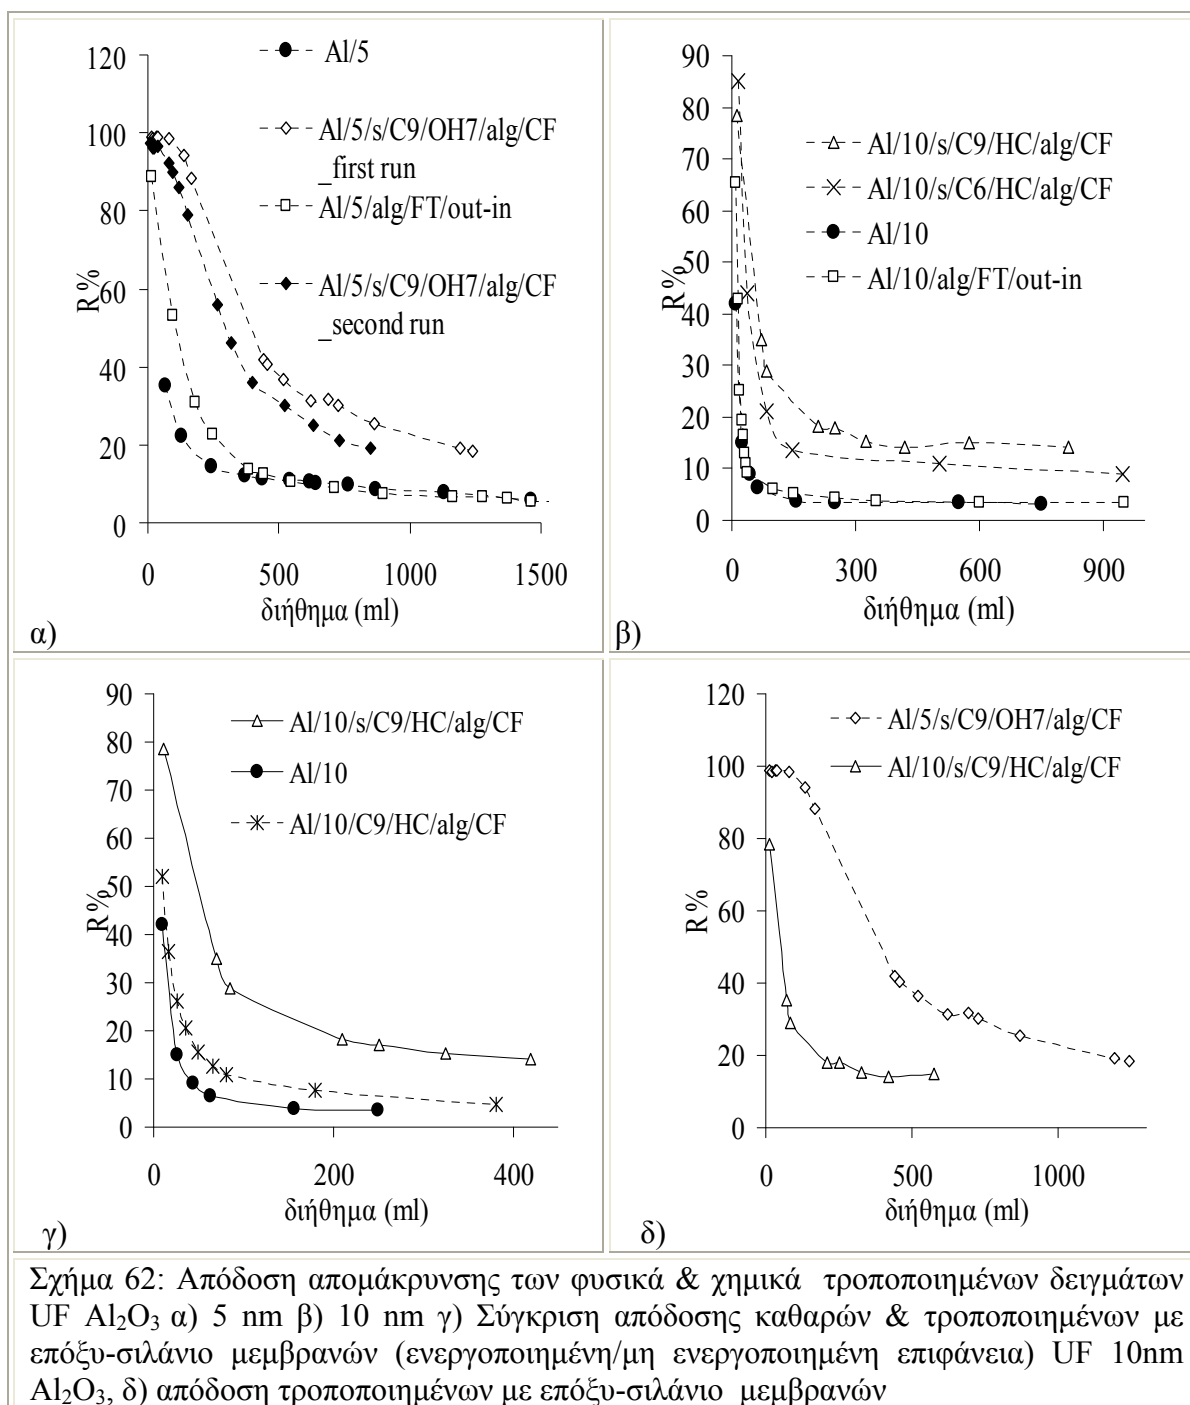 120
100
80
60
40
20
0
R%
0 500 1000 1500
διήθημα (ml)
Al/5
Al/5/s/C9/OH7/alg/CF
_first run
Al/5/alg/FT/out-in
Al/5/s/C9/OH7/alg/CF
_second run
α)
90
80
70
60
50
40
30
20
10
0
R%
0 300 600 900
διήθημα (ml)
Al/10/s/C9/HC/alg/CF
Al/10/s/C6/HC/alg/CF
Al/10
Al/10/alg/FT/out-in
β)
90
80
70
60
50
40
30
20
10
0
R%
0 200 400
διήθημα (ml)
Al/10/s/C9/HC/alg/CF
Al/10
Al/10/C9/HC/alg/CF
γ)
120
100
80
60
40
20
0
R%
0 500 1000
διήθημα (ml)
Al/5/s/C9/OH7/alg/CF
Al/10/s/C9/HC/alg/CF
δ)
Σχήμα 62: Απόδοση απομάκρυνσης των φυσικά & χημικά τροποποιημένων δειγμάτων
UF Al₂O₃ α) 5 nm β) 10 nm γ) Σύγκριση απόδοσης καθαρών & τροποποιημένων με
επόξυ-σιλάνιο μεμβρανών (ενεργοποιημένη/μη ενεργοποιημένη επιφάνεια) UF 10nm
Al₂O₃, δ) απόδοση τροποποιημένων με επόξυ-σιλάνιο μεμβρανών